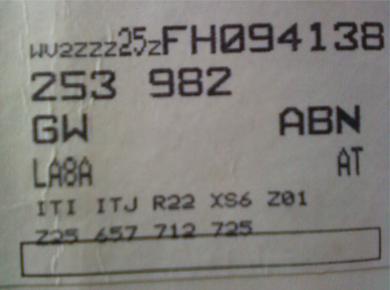 WV2ZZZ25ZFH094138
253 982
GW ABN
LA8A AT
ITI ITJ R22 XS6 Z01
Z25 657 712 725